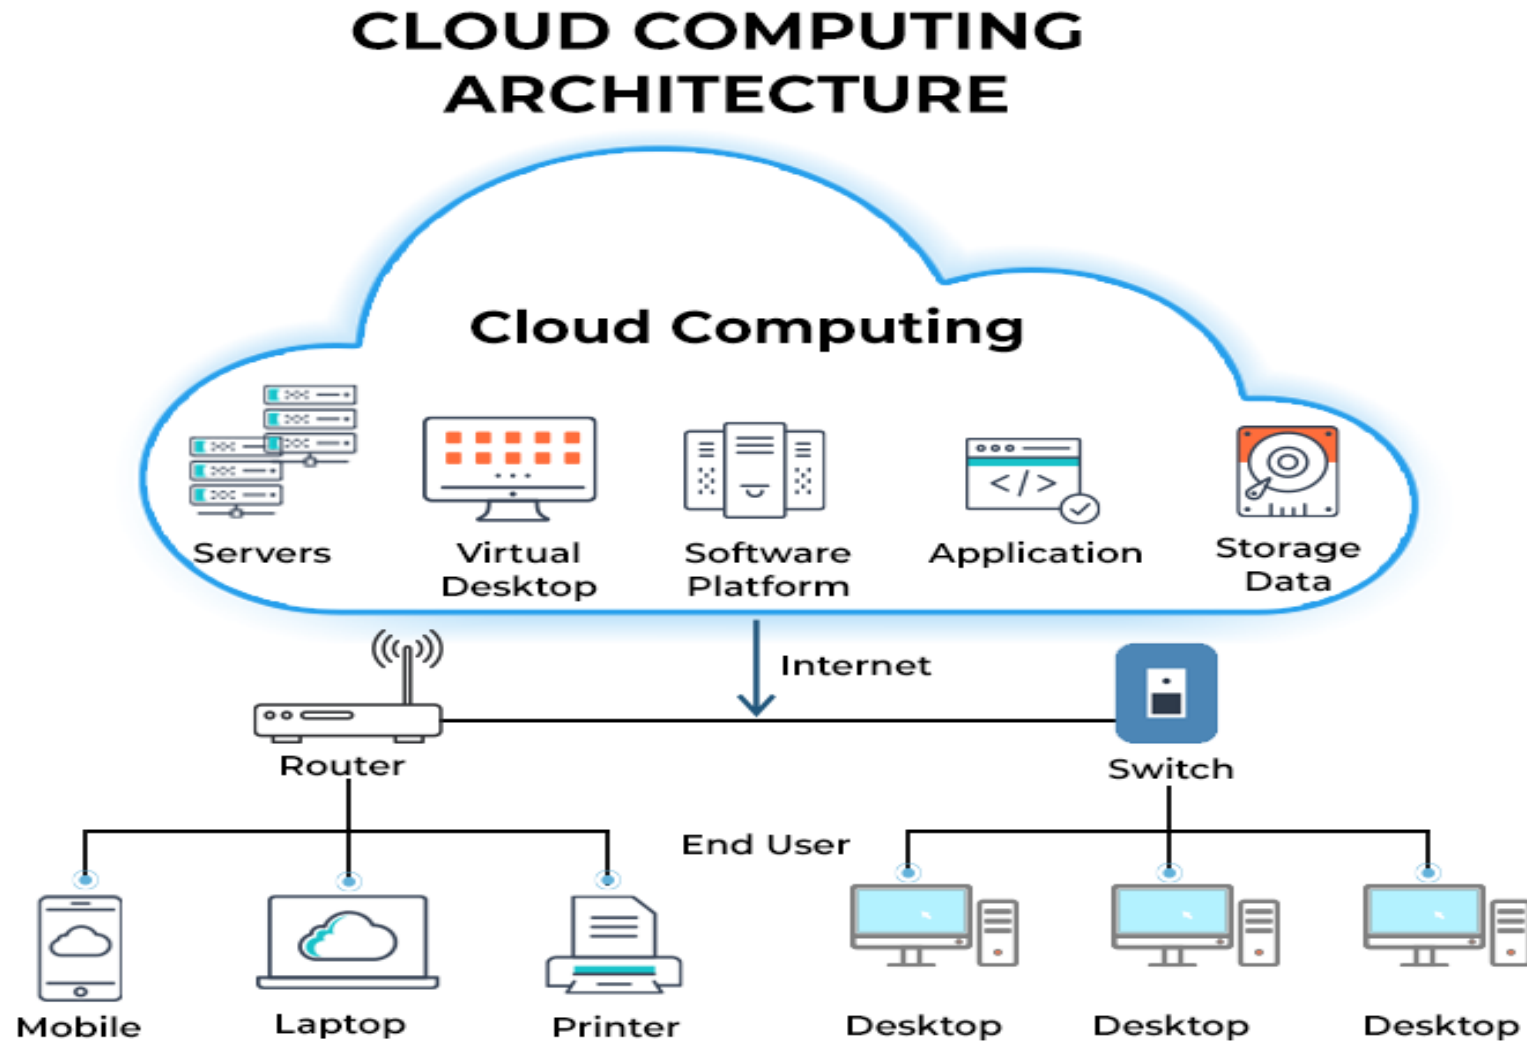 CLOUD COMPUTING
ARCHITECTURE
Cloud Computing
Servers
Virtual
Desktop
Software
Platform
Application
Storage
Data
Internet
Router
Switch
End User
Mobile
Laptop
Printer
Desktop
Desktop
Desktop